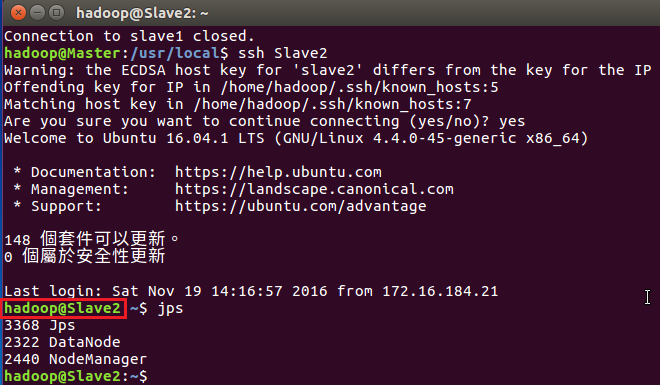 hadoop@Slave2: ~
Connection to slave1 closed.
hadoop@Master:/usr/local$ ssh Slave2
Warning: the ECDSA host key for 'slave2' differs from the key for the IP
Offending key for IP in /home/hadoop/.ssh/known_hosts:5
Matching host key in /home/hadoop/.ssh/known_hosts:7
Are you sure you want to continue connecting (yes/no)? yes
Welcome to Ubuntu 16.04.1 LTS (GNU/Linux 4.4.0-45-generic x86_64)
* Documentation:  https://help.ubuntu.com
* Management:     https://landscape.canonical.com
* Support:        https://ubuntu.com/advantage
148 個套件可以更新。
0 個屬於安全性更新
Last login: Sat Nov 19 14:16:57 2016 from 172.16.184.21
hadoop@Slave2 ~$ jps
3368 Jps
2322 DataNode
2440 NodeManager
hadoop@Slave2:~$